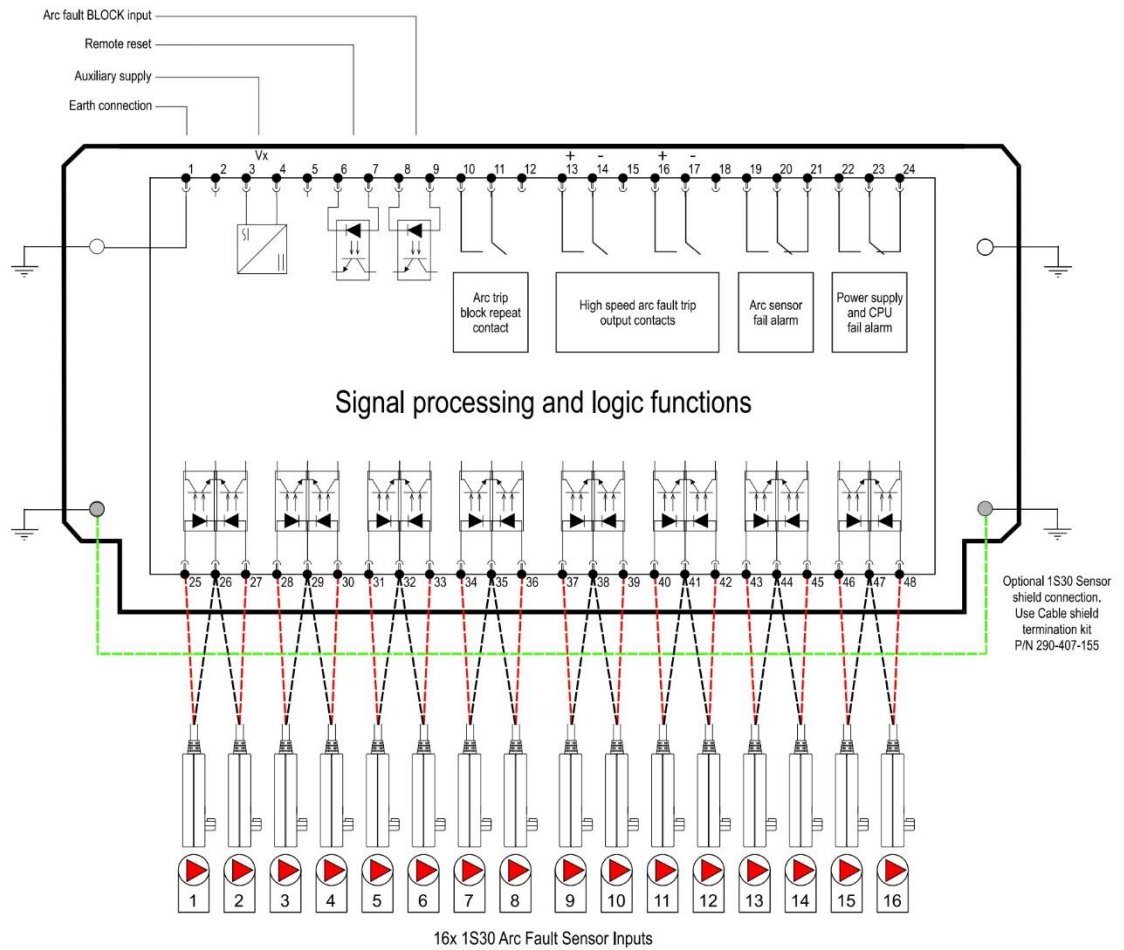 Arc fault BLOCK input
Remote reset
Auxiliary supply
Earth connection
Vx
+ - + -
1 2 3 4 5 6 7 8 9 10 11 12 13 14 15 16 17 18 19 20 21 22 23 24
Arc trip
block repeat
contact
High speed arc fault trip
output contacts
Arc sensor
fail alarm
Power supply
and CPU
fail alarm
Signal processing and logic functions
25 26 27 28 29 30 31 32 33 34 35 36 37 38 39 40 41 42 43 44 45 46 47 48
Optional 1S30 Sensor
shield connection.
Use Cable shield
termination kit
P/N 290-407-155
1 2 3 4 5 6 7 8 9 10 11 12 13 14 15 16
16x 1S30 Arc Fault Sensor Inputs